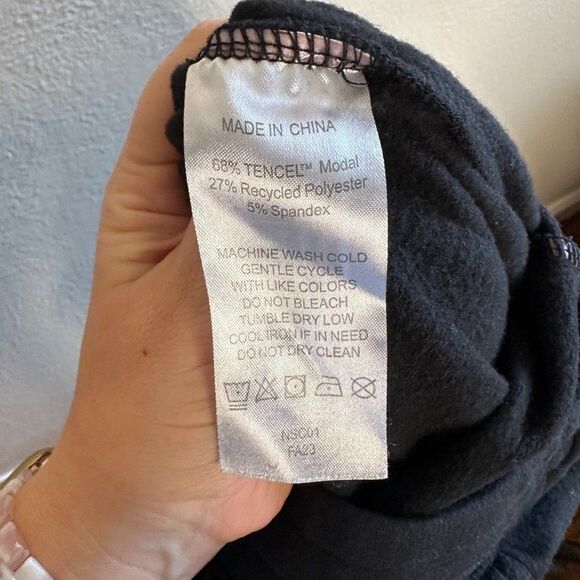 MADE IN CHINA
68% TENCEL™ Modal
27% Recycled Polyester
5% Spandex
MACHINE WASH COLD
GENTLE CYCLE
WITH LIKE COLORS
DO NOT BLEACH
TUMBLE DRY LOW
COOL IRON IF IN NEED
DO NOT DRY CLEAN
NSC01
FA23